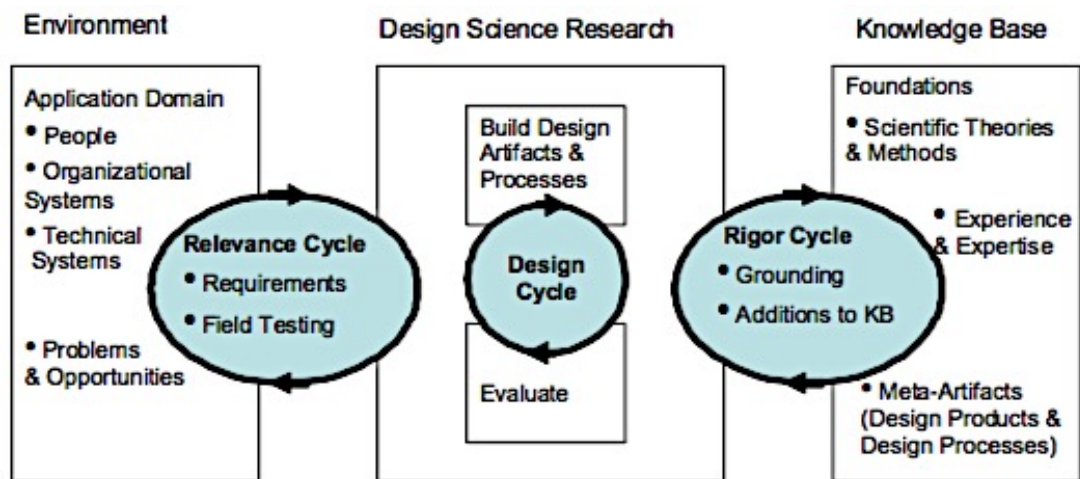 Environment
Design Science Research
Knowledge Base
Application Domain
• People
• Organizational
Systems
• Technical
Systems
• Problems
& Opportunities
Relevance Cycle
• Requirements
• Field Testing
Build Design
Artifacts &
Processes
Design
Cycle
Evaluate
Rigor Cycle
• Grounding
• Additions to KB
Foundations
• Scientific Theories
& Methods
• Experience
& Expertise
• Meta-Artifacts
(Design Products &
Design Processes)